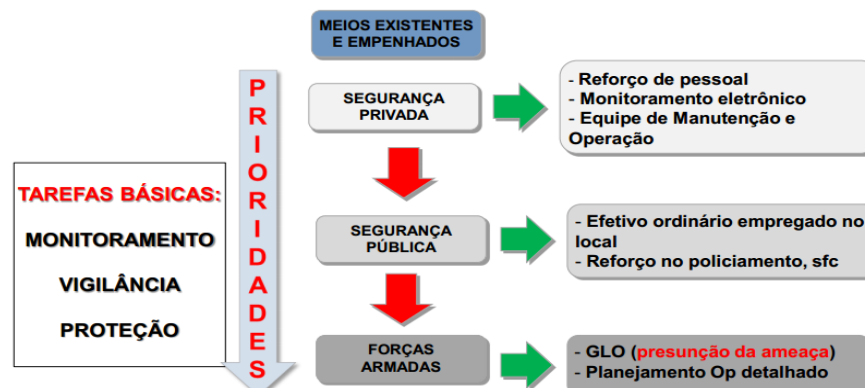 MEIOS EXISTENTES
E EMPENHADOS
PRIORIDADES
SEGURANÇA
PRIVADA
- Reforço de pessoal
- Monitoramento eletrônico
- Equipe de Manutenção e
Operação
TAREFAS BÁSICAS:
MONITORAMENTO
VIGILÂNCIA
PROTEÇÃO
SEGURANÇA
PÚBLICA
- Efetivo ordinário empregado no
local
- Reforço no policiamento, sfc
FORÇAS
ARMADAS
- GLO (presunção da ameaça)
- Planejamento Op detalhado